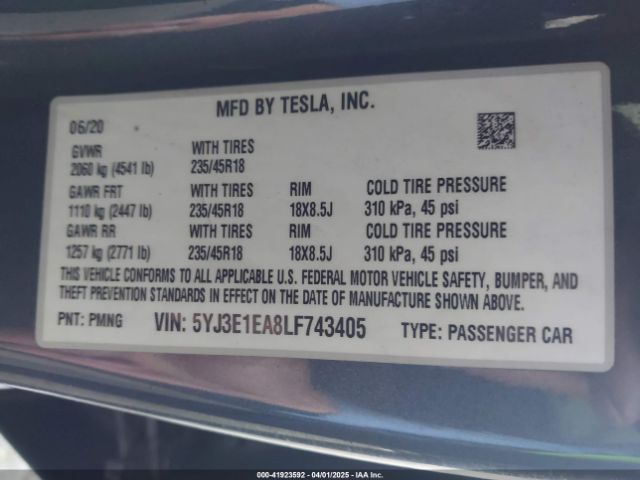 MFD BY TESLA, INC.
06/20
GVWR WITH TIRES
2060 kg (4541 lb) 235/45R18
GAWR FRT WITH TIRES RIM COLD TIRE PRESSURE
1110 kg (2447 lb) 235/45R18 18X8.5J 310 kPa, 45 psi
GAWR RR WITH TIRES RIM COLD TIRE PRESSURE
1257 kg (2771 lb) 235/45R18 18X8.5J 310 kPa, 45 psi
THIS VEHICLE CONFORMS TO ALL APPLICABLE U.S. FEDERAL MOTOR VEHICLE SAFETY, BUMPER, AND
THEFT PREVENTION STANDARDS IN EFFECT ON THE DATE OF MANUFACTURE SHOWN ABOVE.
PNT: PMNG VIN: 5YJ3E1EA8LF743405 TYPE: PASSENGER CAR
000-41923592 - 04/01/2025 - IAAI Inc.